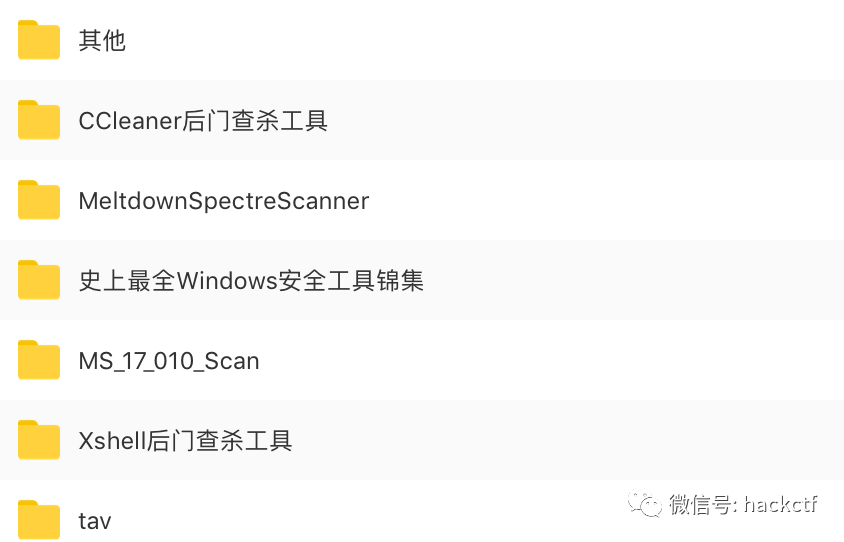 其他
CCleaner后门查杀工具
MeltdownSpectreScanner
史上最全Windows安全工具锦集
MS_17_010_Scan
Xshell后门查杀工具
微信号: hackctf
tav